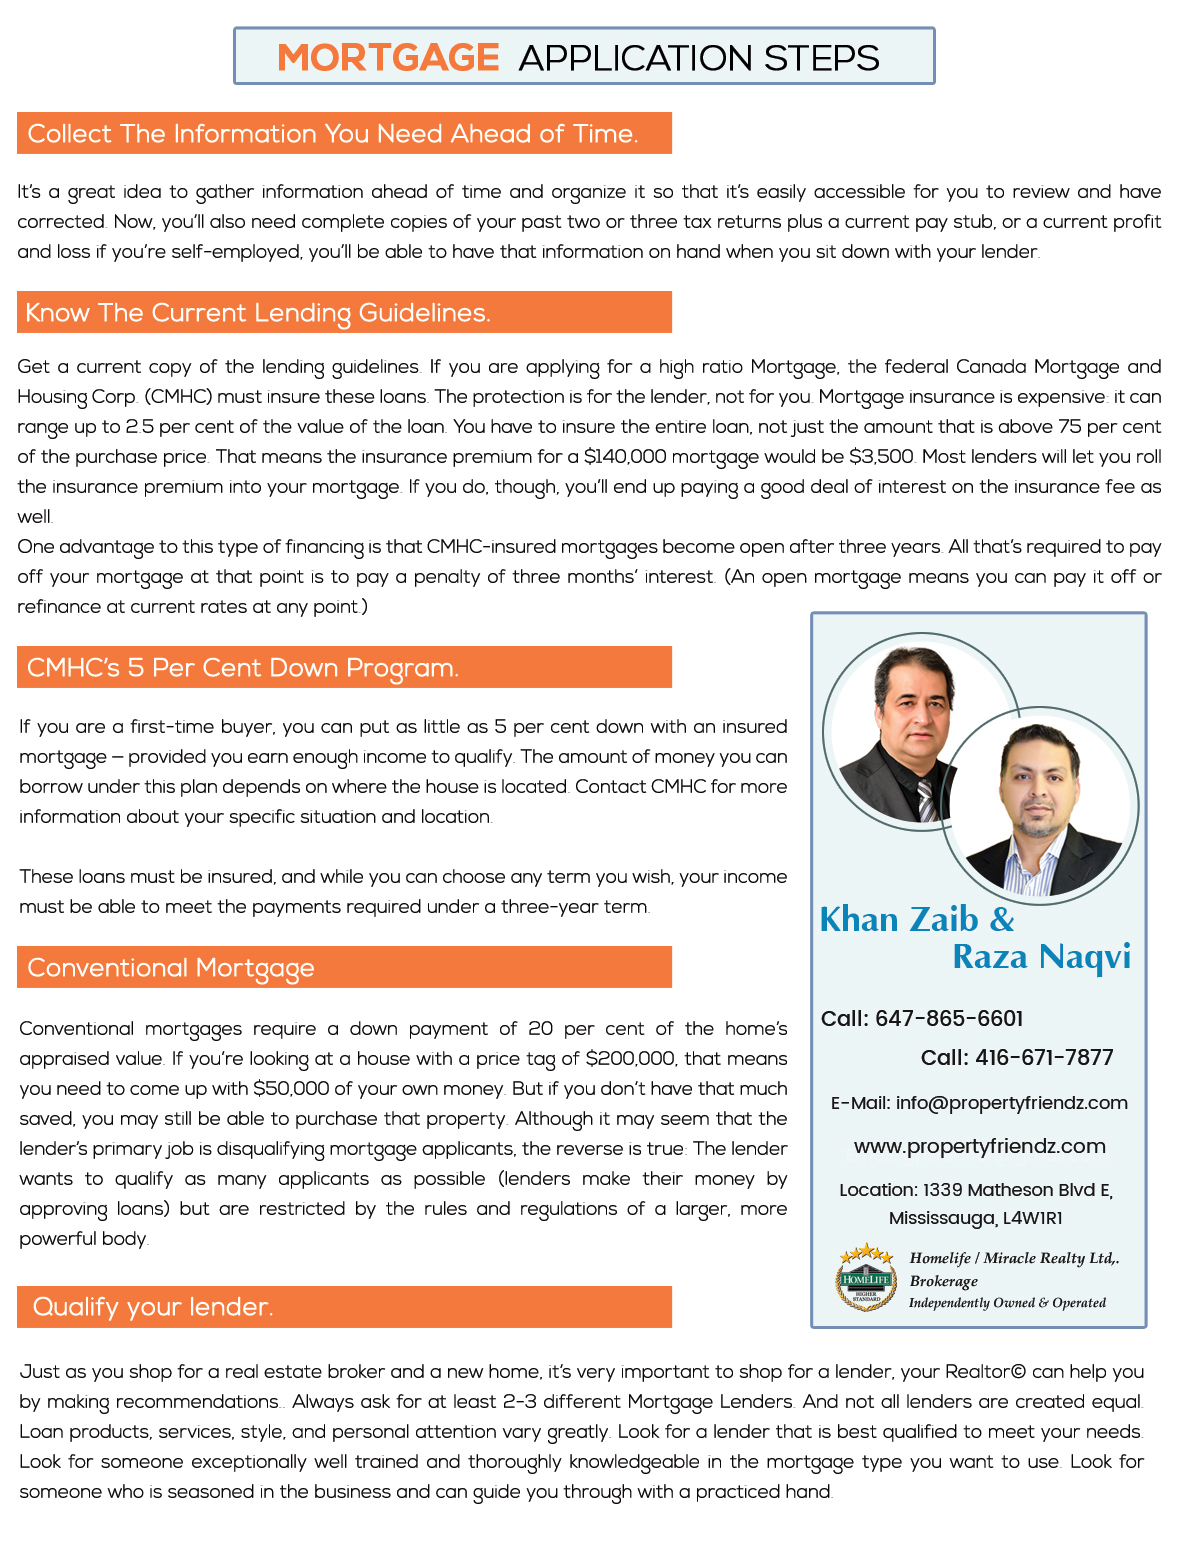 MORTGAGE APPLICATION STEPS
Collect The Information You Need Ahead of Time.
It's a great idea to gather information ahead of time and organize it so that it's easily accessible for you to review and have
corrected. Now, you'll also need complete copies of your past two or three tax returns plus a current pay stub, or a current profit
and loss if you're self-employed, you'll be able to have that information on hand when you sit down with your lender.
Know The Current Lending Guidelines.
Get a current copy of the lending guidelines. If you are applying for a high ratio Mortgage, the federal Canada Mortgage and
Housing Corp. (CMHC) must insure these loans. The protection is for the lender, not for you. Mortgage insurance is expensive: it can
range up to 2.5 per cent of the value of the loan. You have to insure the entire loan, not just the amount that is above 75 per cent
of the purchase price. That means the insurance premium for a $140,000 mortgage would be $3,500. Most lenders will let you roll
the insurance premium into your mortgage. If you do, though, you'll end up paying a good deal of interest on the insurance fee as
well.
One advantage to this type of financing is that CMHC-insured mortgages become open after three years. All that's required to pay
off your mortgage at that point is to pay a penalty of three months' interest. (An open mortgage means you can pay it off or
refinance at current rates at any point.)
CMHC's 5 Per Cent Down Program.
If you are a first-time buyer, you can put as little as 5 per cent down with an insured
mortgage – provided you earn enough income to qualify. The amount of money you can
borrow under this plan depends on where the house is located. Contact CMHC for more
information about your specific situation and location.
These loans must be insured, and while you can choose any term you wish, your income
must be able to meet the payments required under a three-year term.
Conventional Mortgage
Conventional mortgages require a down payment of 20 per cent of the home's
appraised value. If you're looking at a house with a price tag of $200,000, that means
you need to come up with $50,000 of your own money. But if you don't have that much
saved, you may still be able to purchase that property. Although it may seem that the
lender's primary job is disqualifying mortgage applicants, the reverse is true: The lender
wants to qualify as many applicants as possible (lenders make their money by
approving loans) but are restricted by the rules and regulations of a larger, more
powerful body.
Khan Zaib &
Raza Naqvi
Call: 647-865-6601
Call: 416-671-7877
E-Mail: info@propertyfriendz.com
www.propertyfriendz.com
Location: 1339 Matheson Blvd E,
Mississauga, L4W1R1
HOMELIFE
HIGHER
STANDARD
Homelife / Miracle Realty Ltd,.
Brokerage
Independently Owned & Operated
Qualify your lender.
Just as you shop for a real estate broker and a new home, it's very important to shop for a lender, your Realtor© can help you
by making recommendations.. Always ask for at least 2-3 different Mortgage Lenders. And not all lenders are created equal.
Loan products, services, style, and personal attention vary greatly. Look for a lender that is best qualified to meet your needs.
Look for someone exceptionally well trained and thoroughly knowledgeable in the mortgage type you want to use. Look for
someone who is seasoned in the business and can guide you through with a practiced hand.